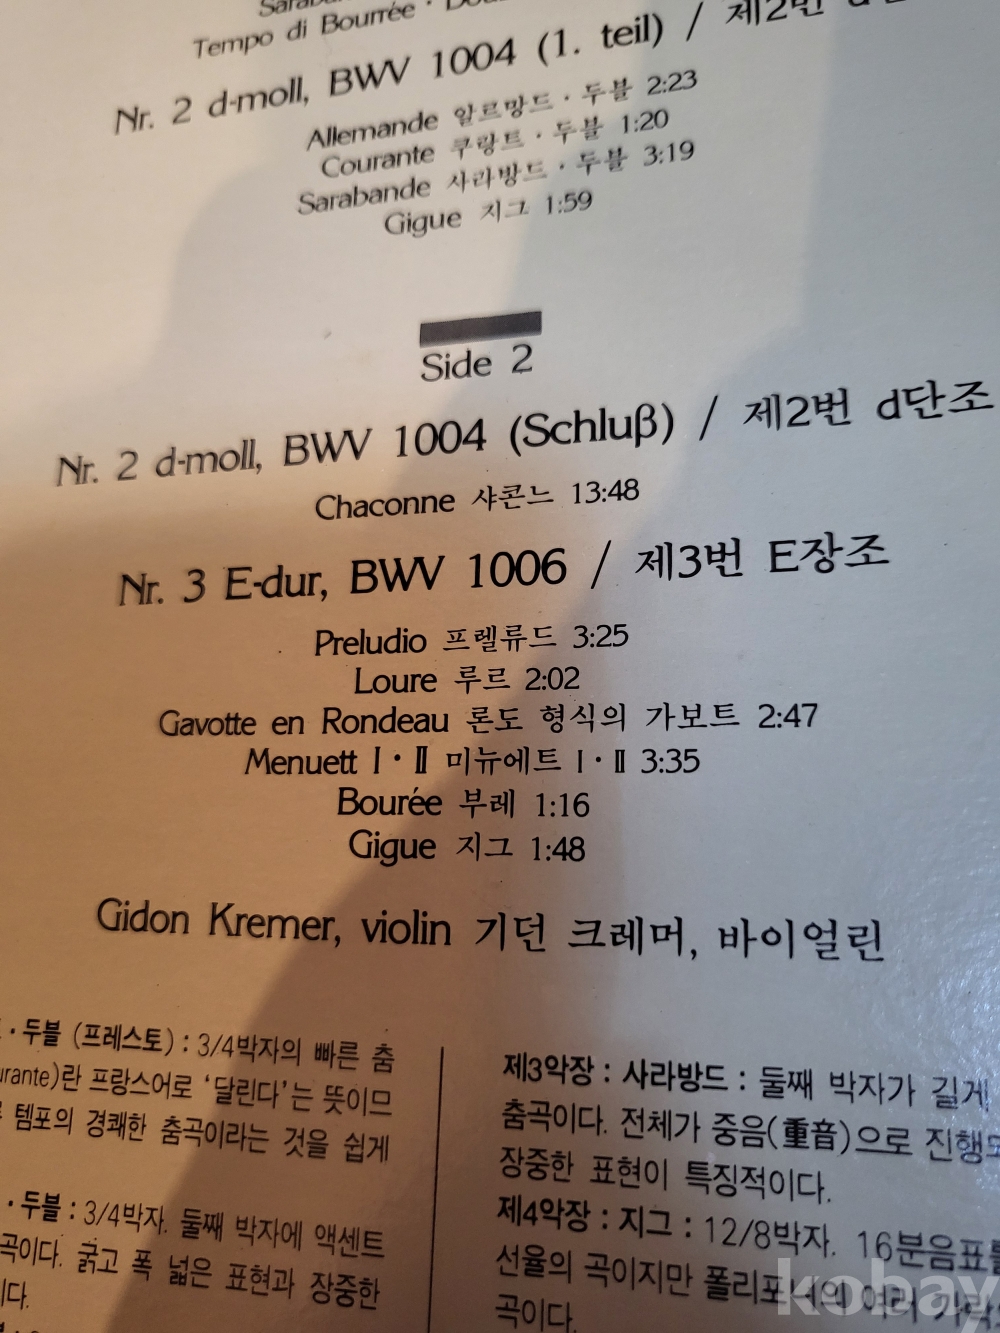 Tempo di Bourrée ·
Nr. 2 d-moll, BWV 1004 (1. teil) / 제2번
Allemande 알르망드 · 두블 2:23
Courante 쿠랑트 · 두블 1:20
Sarabande 사라방드 · 두블 3:19
Gigue 지그 1:59
Side 2
Nr. 2 d-moll, BWV 1004 (Schluß) / 제2번 d단조
Chaconne 샤콘느 13:48
Nr. 3 E-dur, BWV 1006 / 제3번 E장조
Preludio 프렐류드 3:25
Loure 루르 2:02
Gavotte en Rondeau 론도 형식의 가보트 2:47
Menuett I · II 미뉴에트 I · II 3:35
Bourée 부레 1:16
Gigue 지그 1:48
Gidon Kremer, violin 기던 크레머, 바이얼린
· 두블 (프레스토) : 3/4박자의 빠른 춤
urante)란 프랑스어로 ‘달린다’는 뜻이므
템포의 경쾌한 춤곡이라는 것을 쉽게
· 두블 : 3/4박자. 둘째 박자에 액센트
곡이다. 굵고 폭 넓은 표현과 장중한
다.
제3악장 : 사라방드 : 둘째 박자가 길게
춤곡이다. 전체가 중음(重音)으로 진행되
장중한 표현이 특징적이다.
제4악장 : 지그 : 12/8박자. 16분음표를
선율의 곡이지만 여러 가락
곡이다.
kobay